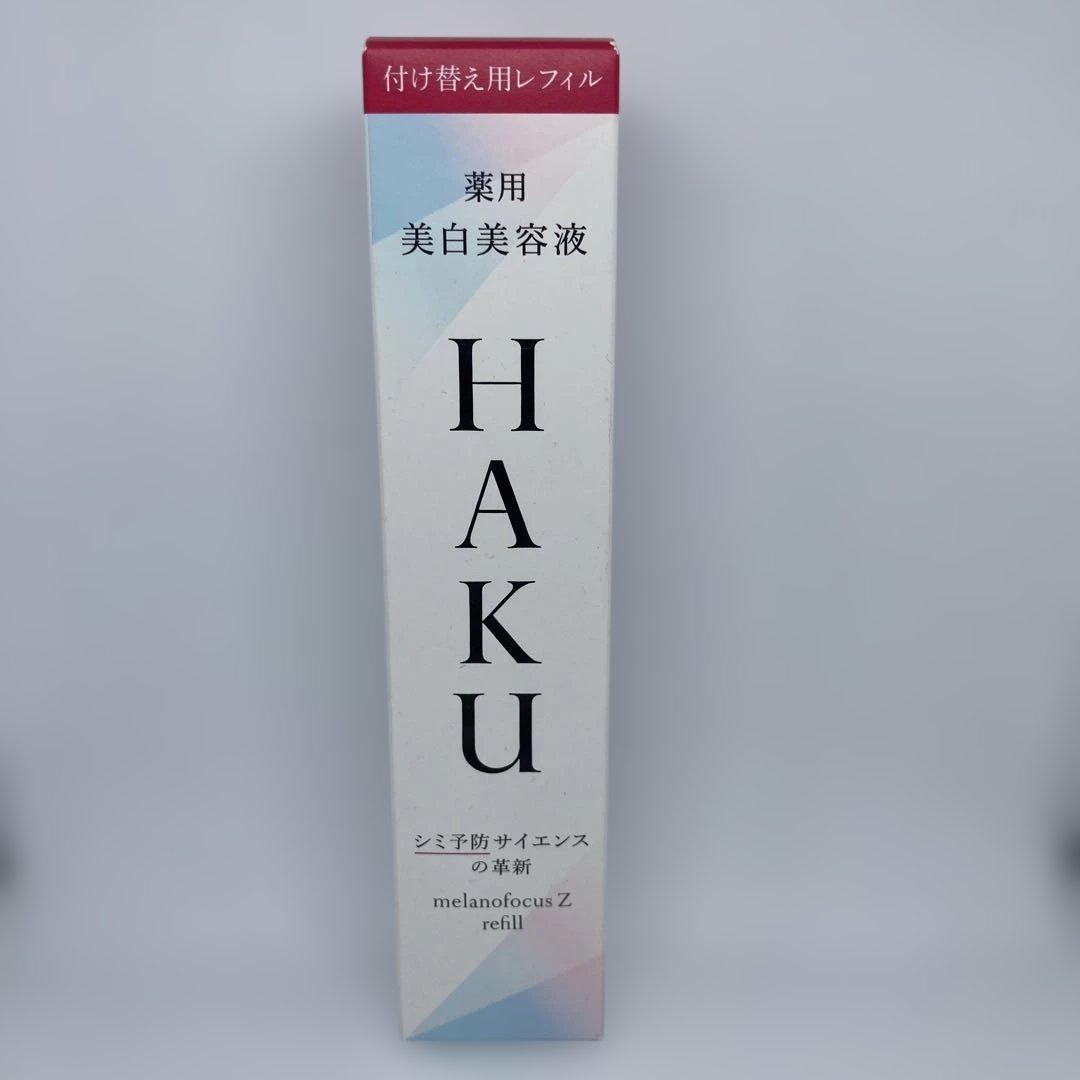 付け替え用レフィル
薬用
美白美容液
HAKU
シミ予防サイエンス
の革新
melanofocus Z
refill